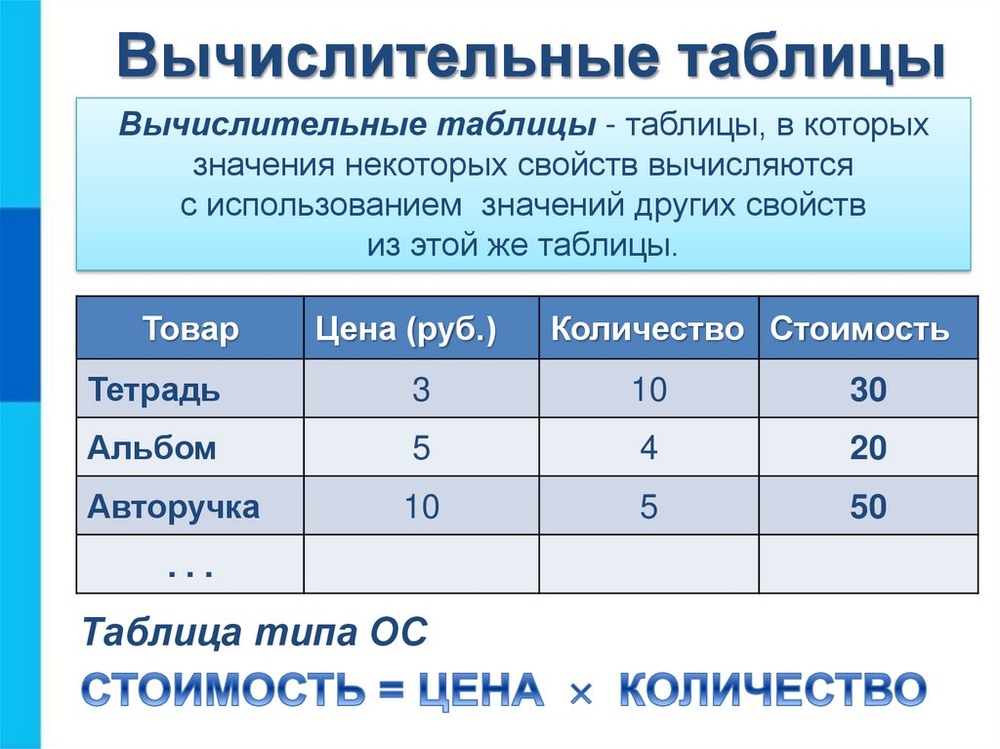 Вычислительные таблицы
Вычислительные таблицы - таблицы, в которых
значения некоторых свойств вычисляются
с использованием значений других свойств
из этой же таблицы.
Товар Цена (руб.) Количество Стоимость
Тетрадь 3 10 30
Альбом 5 4 20
Авторучка 10 5 50
. . .
Таблица типа ОС
СТОИМОСТЬ = ЦЕНА × КОЛИЧЕСТВО